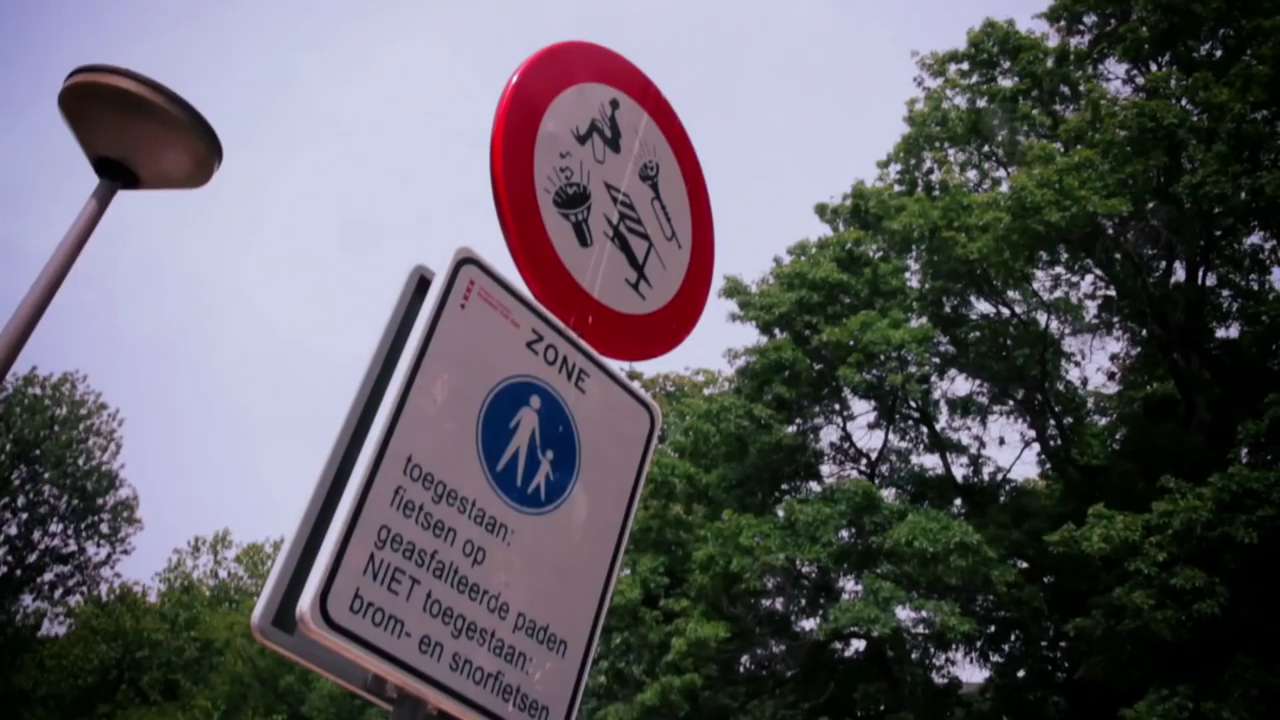 ZONE
toegestaan:
fietsen op
geasfalteerde paden
NIET toegestaan:
brom- en snorfietsen